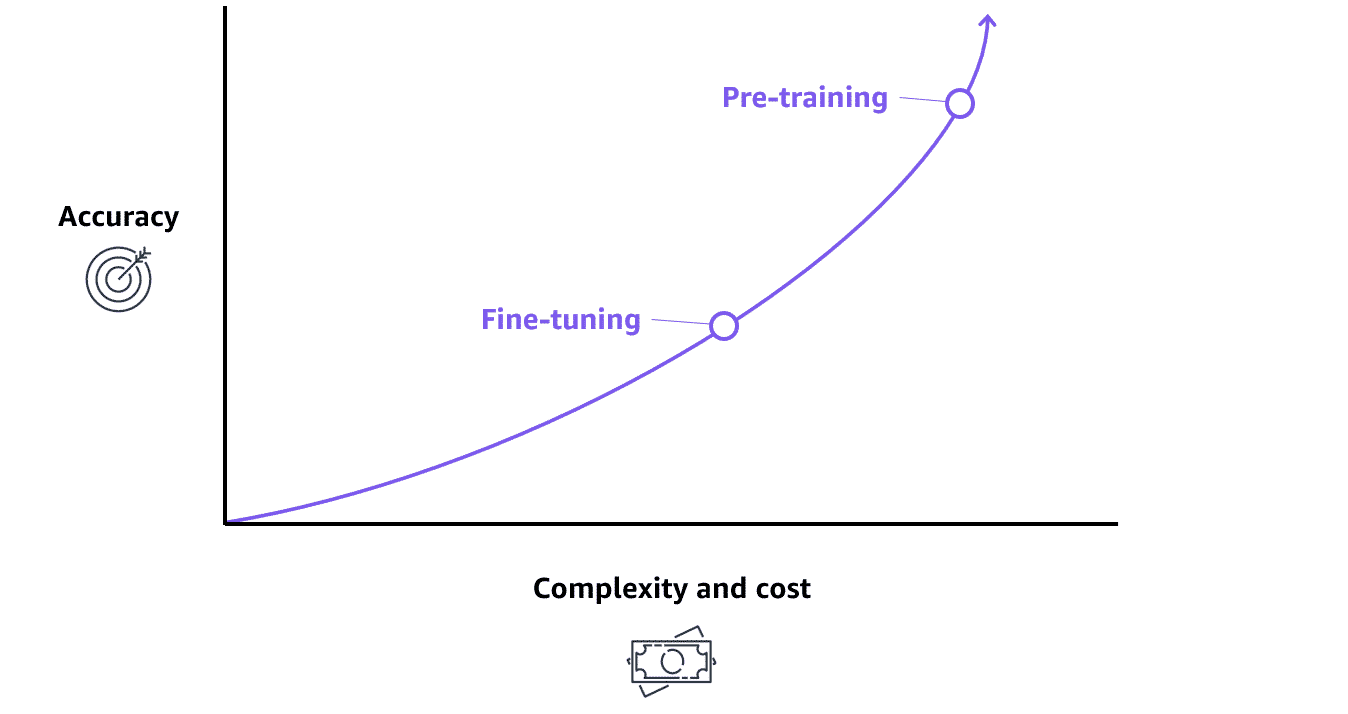 Pre-training
Accuracy
Fine-tuning
Complexity and cost